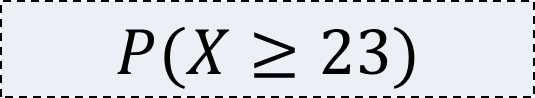 P(X ≥ 23)